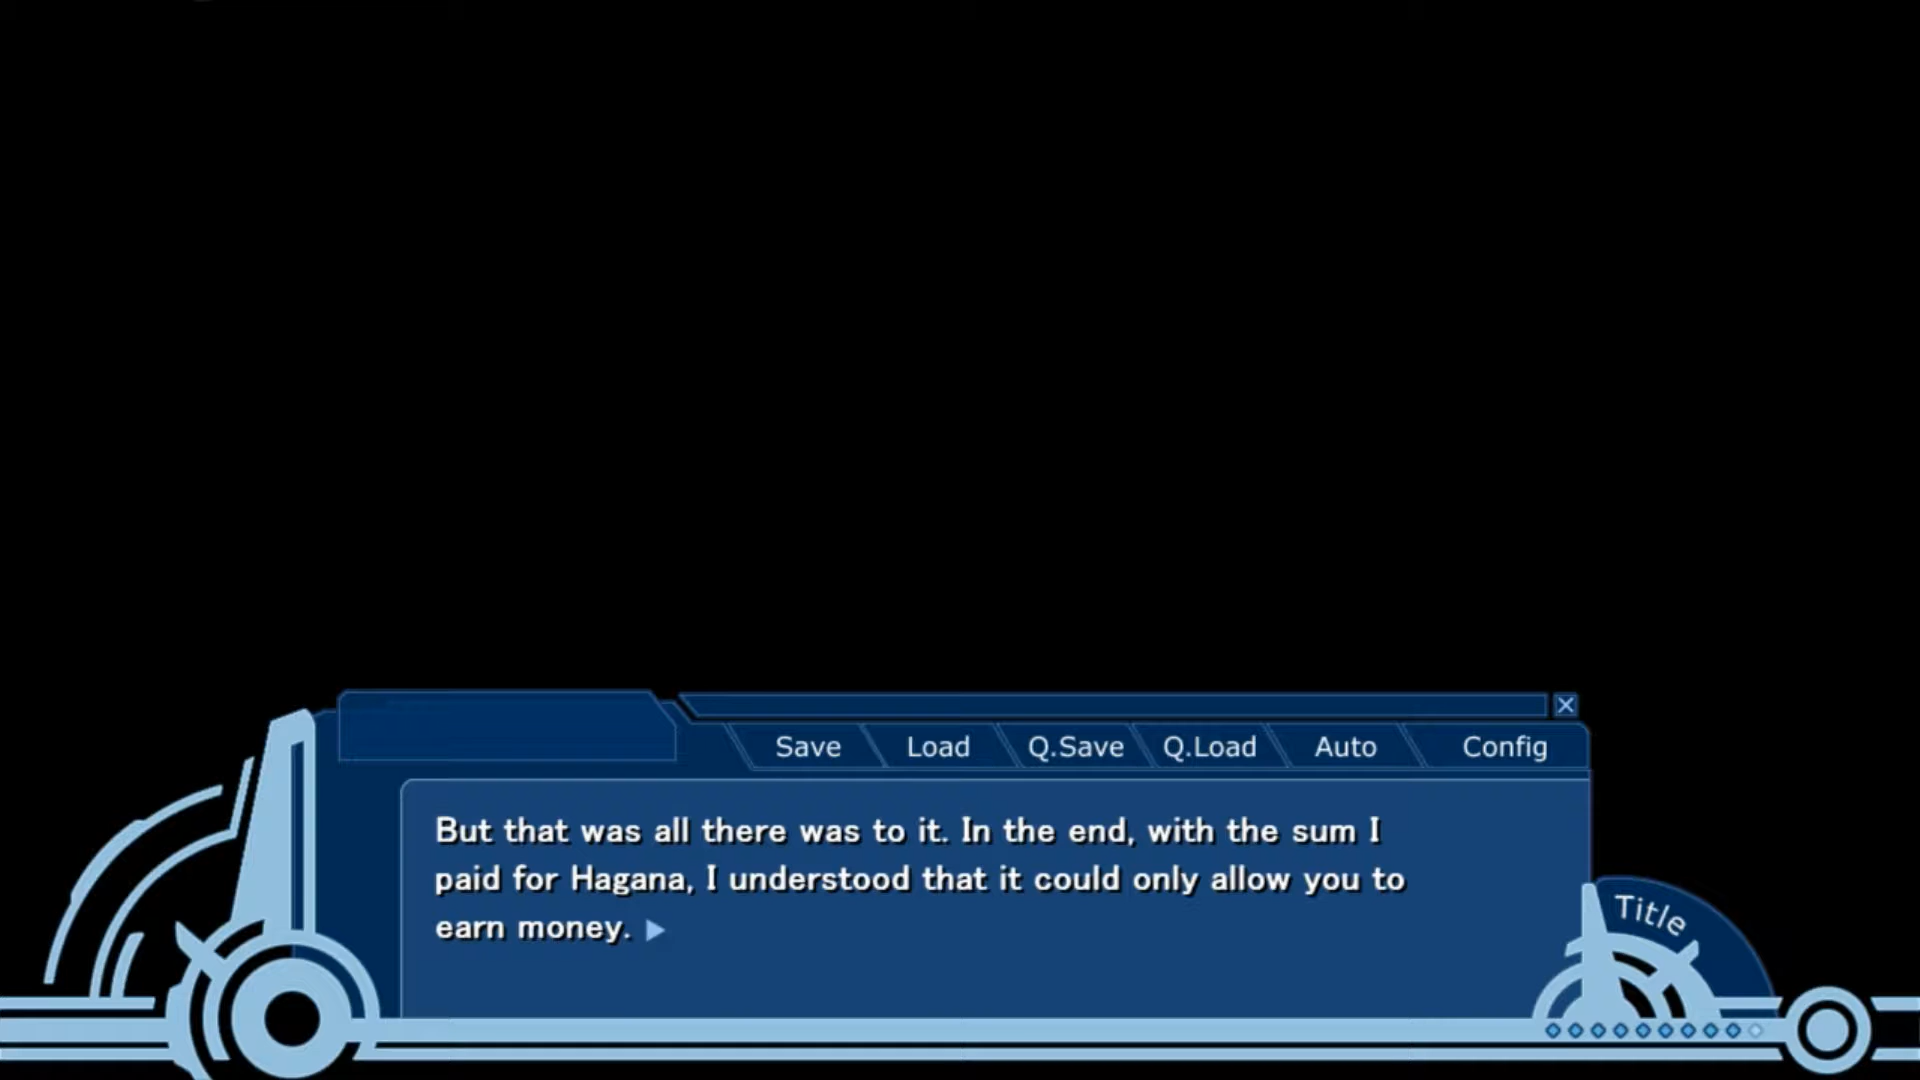 Save Load Q.Save Q.Load Auto Config
But that was all there was to it. In the end, with the sum I
paid for Hagana, I understood that it could only allow you to
earn money.
Title